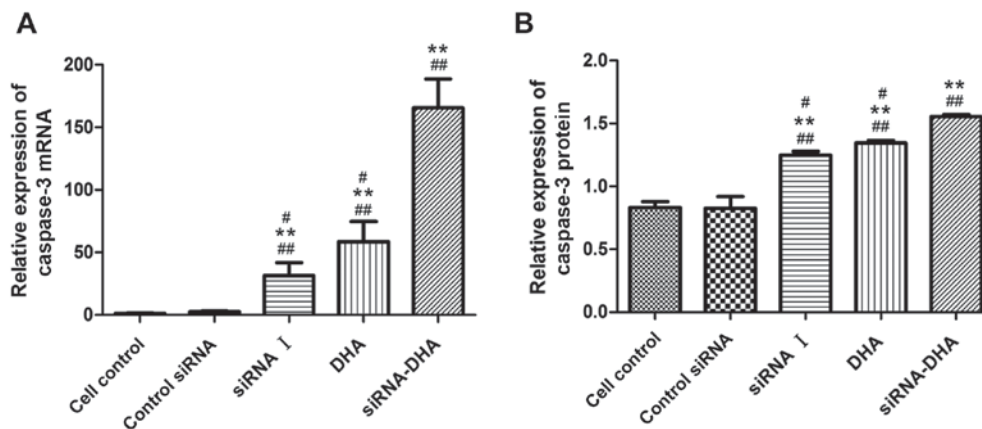 A
Relative expression of
caspase-3 mRNA
200
150
100
50
0
#
**
##
#
**
##
**
##
Cell control
Control siRNA
siRNA I
DHA
siRNA-DHA
B
Relative expression of
caspase-3 protein
2.0
1.5
1.0
0.5
0.0
#
**
##
#
**
##
**
##
Cell control
Control siRNA
siRNA I
DHA
siRNA-DHA